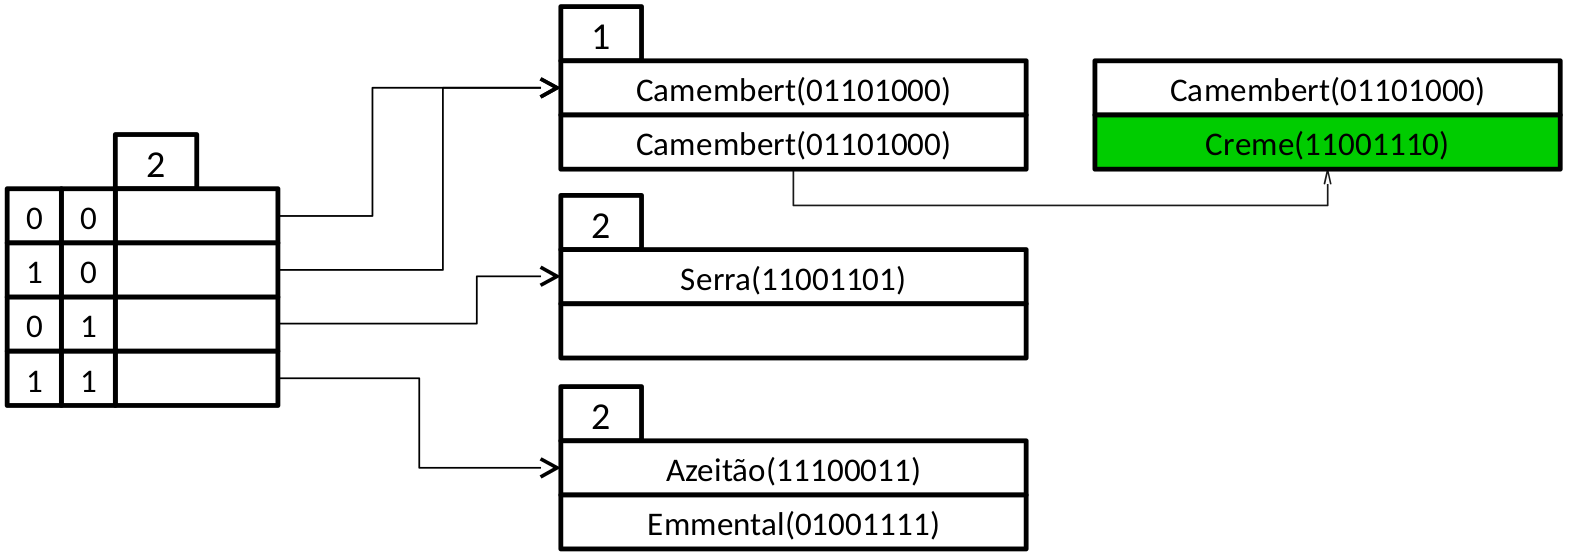 2
0 0
1 0
0 1
1 1
1
Camembert(01101000)
Camembert(01101000)
Camembert(01101000)
Creme(11001110)
2
Serra(11001101)
2
Azeitão(11100011)
Emmental(01001111)